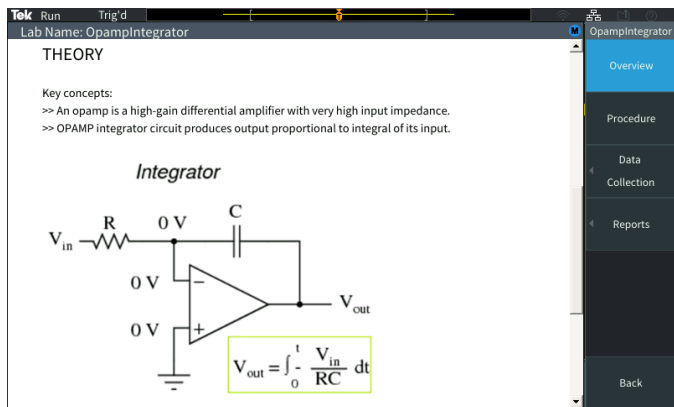 Tek Run Trig'd
Lab Name: OpampIntegrator
M
OpampIntegrator
THEORY
Key concepts:
>> An opamp is a high-gain differential amplifier with very high input impedance.
>> OPAMP integrator circuit produces output proportional to integral of its input.
Integrator
C
R
0 V
Vin
0 V
−
Vout
0 V
+
Vout = ∫₀ᵗ - Vin/RC dt
Overview
Procedure
Data
Collection
Reports
Back